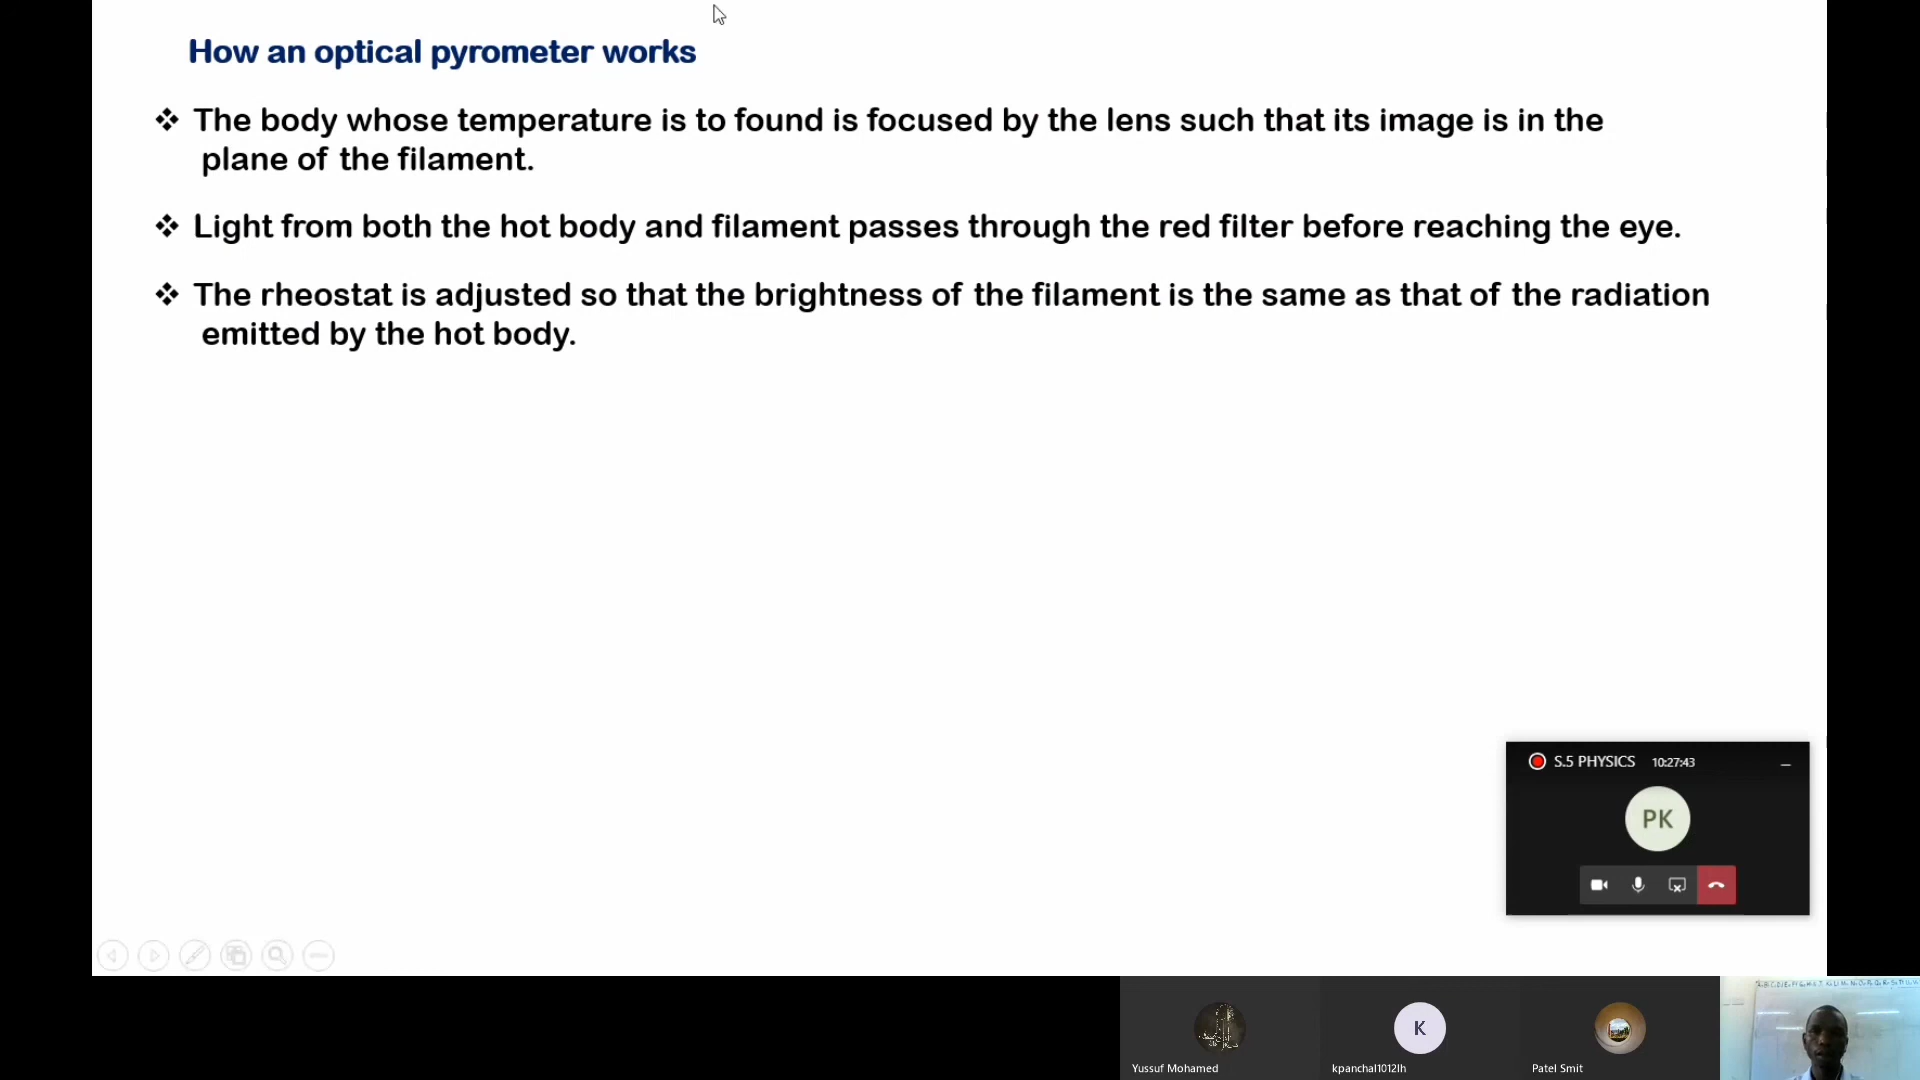 How an optical pyrometer works
❖ The body whose temperature is to found is focused by the lens such that its image is in the
plane of the filament.
❖ Light from both the hot body and filament passes through the red filter before reaching the eye.
❖ The rheostat is adjusted so that the brightness of the filament is the same as that of the radiation
emitted by the hot body.
S.5 PHYSICS 10:27:43
PK
K
Yussuf Mohamed
kpanchal1012lh
Patel Smit